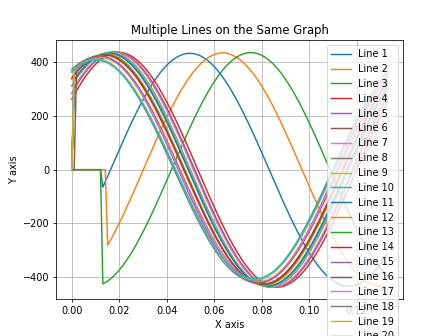 Multiple Lines on the Same Graph
Y axis
400
200
0
−200
−400
0.00
0.02
0.04
0.06
0.08
0.10
X axis
Line 1
Line 2
Line 3
Line 4
Line 5
Line 6
Line 7
Line 8
Line 9
Line 10
Line 11
Line 12
Line 13
Line 14
Line 15
Line 16
Line 17
Line 18
Line 19
Line 20